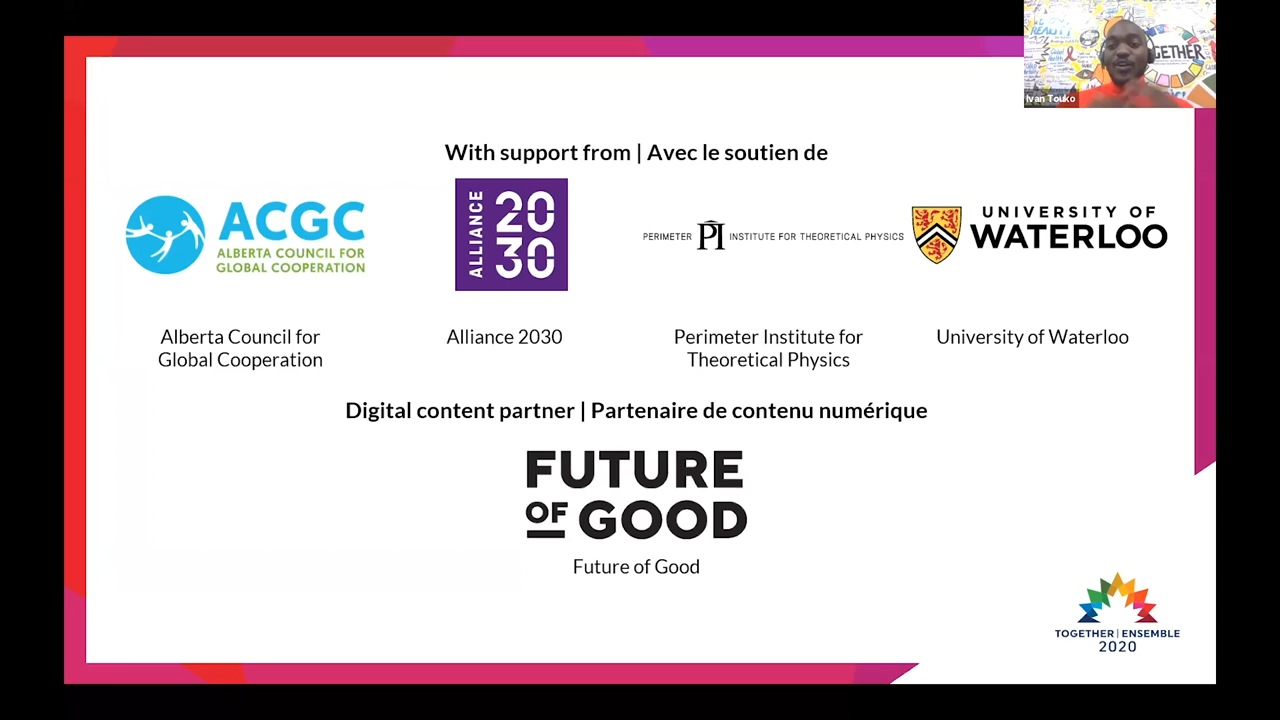 GETHER
Ivan Touko
With support from | Avec le soutien de
ACGC
ALBERTA COUNCIL FOR
GLOBAL COOPERATION
ALLIANCE
20
30
PERIMETER PI INSTITUTE FOR THEORETICAL PHYSICS
UNIVERSITY OF
WATERLOO
Alberta Council for
Global Cooperation
Alliance 2030
Perimeter Institute for
Theoretical Physics
University of Waterloo
Digital content partner | Partenaire de contenu numérique
FUTURE
OF GOOD
Future of Good
TOGETHER | ENSEMBLE
2020